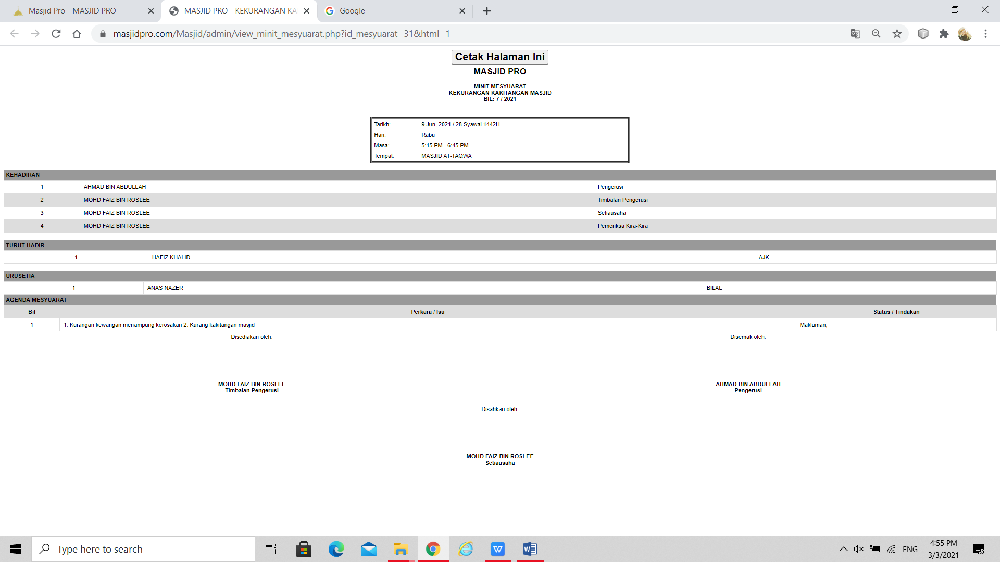 Masjid Pro - MASJID PRO
MASJID PRO - KEKURANGAN KA
Google
masjidpro.com/Masjid/admin/view_minit_mesyuarat.php?id_mesyuarat=31&html=1
Cetak Halaman Ini
MASJID PRO
MINIT MESYUARAT
KEKURANGAN KAKITANGAN MASJID
BIL: 7 / 2021
Tarikh: 9 Jun, 2021 / 28 Syawal 1442H
Hari: Rabu
Masa: 5:15 PM - 6:45 PM
Tempat: MASJID AT-TAQWA
KEHADIRAN
1 AHMAD BIN ABDULLAH Pengerusi
2 MOHD FAIZ BIN ROSLEE Timbalan Pengerusi
3 MOHD FAIZ BIN ROSLEE Setiausaha
4 MOHD FAIZ BIN ROSLEE Pemeriksa Kira-Kira
TURUT HADIR
1 HAFIZ KHALID AJK
URUSETIA
1 ANAS NAZER BILAL
AGENDA MESYUARAT
Bil Perkara / Isu Status / Tindakan
1 1. Kurangan kewangan menampung kerosakan 2. Kurang kakitangan masjid Makluman,
Disediakan oleh: Disemak oleh:
MOHD FAIZ BIN ROSLEE AHMAD BIN ABDULLAH
Timbalan Pengerusi Pengerusi
Disahkan oleh:
MOHD FAIZ BIN ROSLEE
Setiausaha
Type here to search
ENG
4:55 PM
3/3/2021